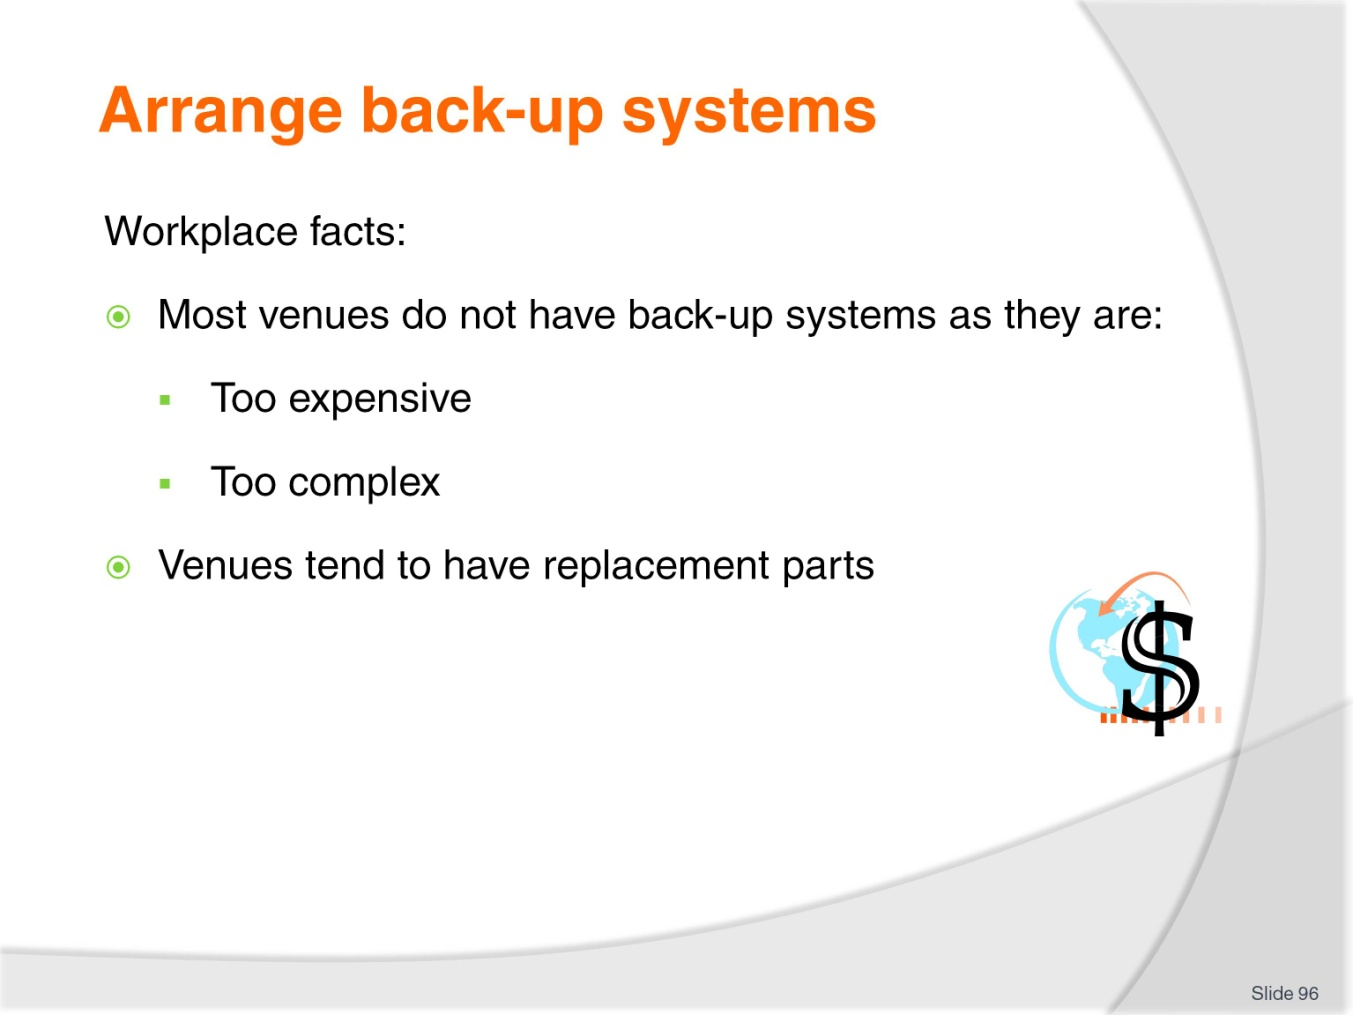 Arrange back-up systems
Workplace facts:
Most venues do not have back-up systems as they are:
Too expensive
Too complex
Venues tend to have replacement parts
$
Slide 96